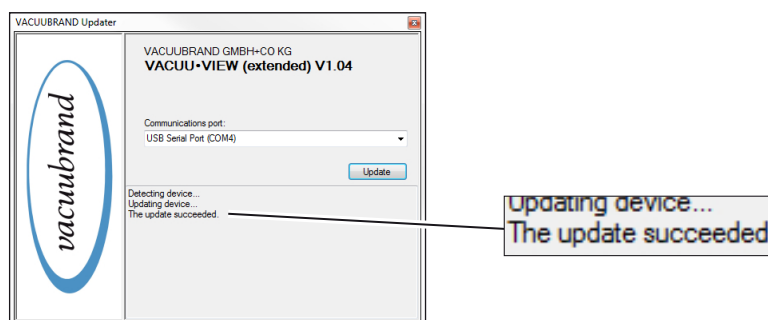 VACUUBRAND Updater
vacuubrand
VACUUBRAND GMBH+CO KG
VACUU•VIEW (extended) V1.04
Communications port:
USB Serial Port (COM4)
Update
Detecting device...
Updating device...
The update succeeded.
Updating device...
The update succeeded